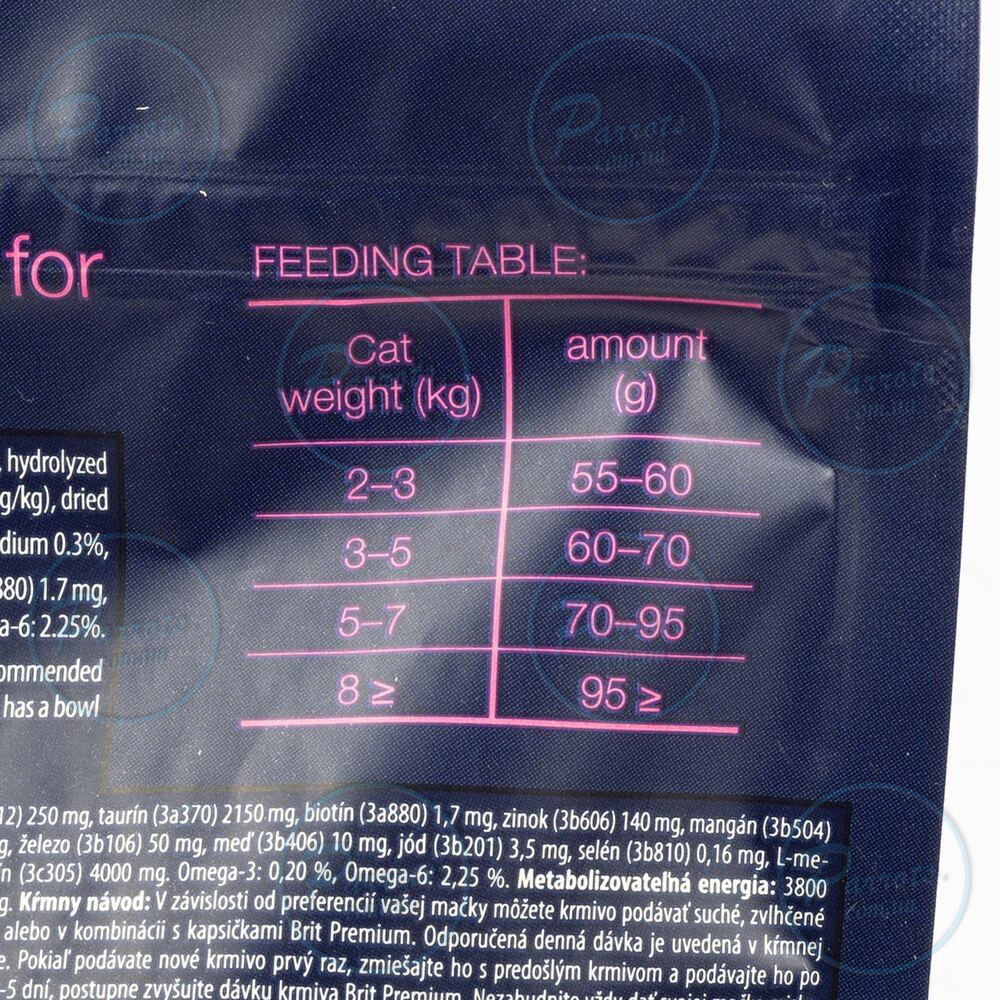 for
FEEDING TABLE:
Cat weight (kg) amount (g)
2–3 55–60
3–5 60–70
5–7 70–95
8 ≥ 95 ≥
, hydrolyzed
g/kg), dried
dium 0.3%,
880) 1.7 mg,
a-6: 2.25%.
ommended
has a bowl
12) 250 mg, taurín (3a370) 2150 mg, biotín (3a880) 1,7 mg, zinok (3b606) 140 mg, mangán (3b504)
g, železo (3b106) 50 mg, meď (3b406) 10 mg, jód (3b201) 3,5 mg, selén (3b810) 0,16 mg, L-me-
ín (3c305) 4000 mg. Omega-3: 0,20 %, Omega-6: 2,25 %. Metabolizovateľná energia: 3800
g. Kŕmny návod: V závislosti od preferencií vašej mačky môžete krmivo podávať suché, zvlhčené
alebo v kombinácii s kapsičkami Brit Premium. Odporučená denná dávka je uvedená v kŕmnej
e. Pokiaľ podávate nové krmivo prvý raz, zmiešajte ho s predošlým krmivom a podávajte ho po
-5 dní, postupne zvyšujte dávku krmiva Brit Premium. Nezabudnite vždy dať svojej